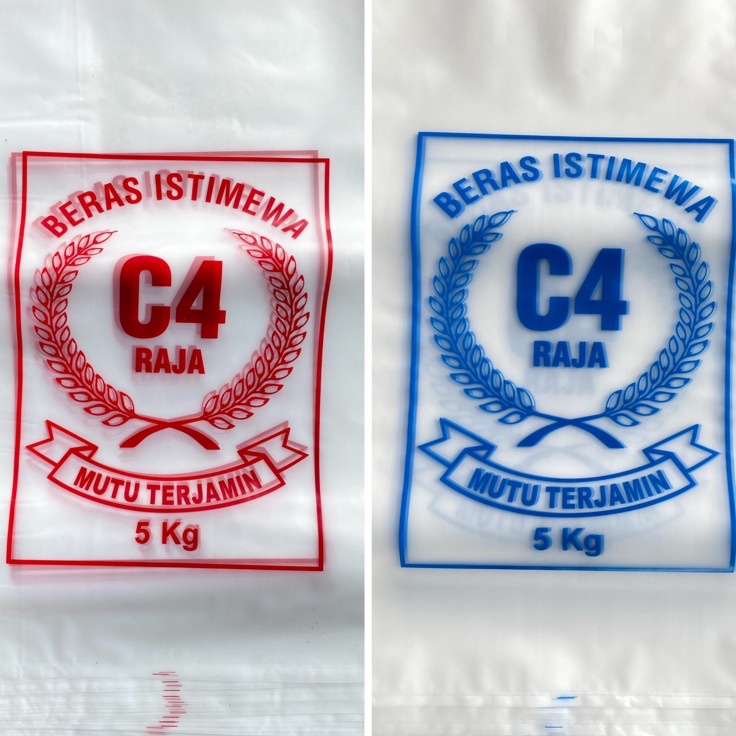 BERAS ISTIMEWA
C4
RAJA
MUTU TERJAMIN
5 Kg
BERAS ISTIMEWA
C4
RAJA
MUTU TERJAMIN
5 Kg